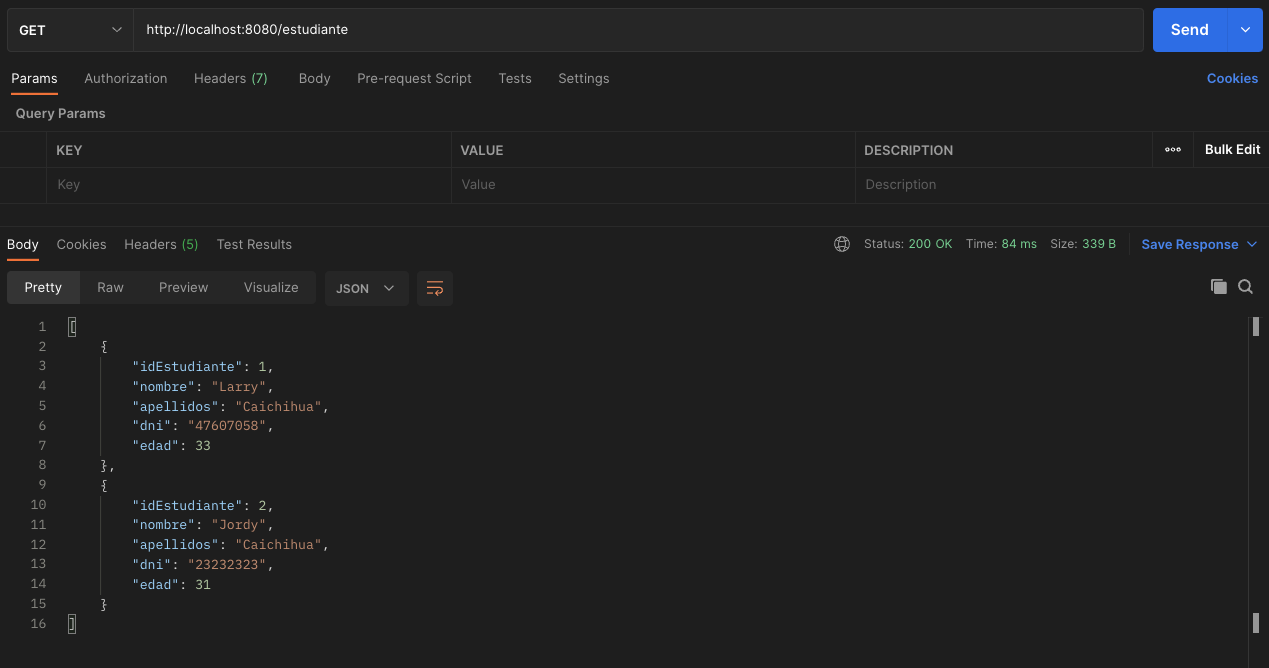 GET http://localhost:8080/estudiante Send
Params Authorization Headers (7) Body Pre-request Script Tests Settings Cookies
Query Params
KEY VALUE DESCRIPTION ooo Bulk Edit
Key Value Description
Body Cookies Headers (5) Test Results Status: 200 OK Time: 84 ms Size: 339 B Save Response
Pretty Raw Preview Visualize JSON
1 [
2 {
3 "idEstudiante": 1,
4 "nombre": "Larry",
5 "apellidos": "Caichihua",
6 "dni": "47607058",
7 "edad": 33
8 },
9 {
10 "idEstudiante": 2,
11 "nombre": "Jordy",
12 "apellidos": "Caichihua",
13 "dni": "23232323",
14 "edad": 31
15 }
16 ]